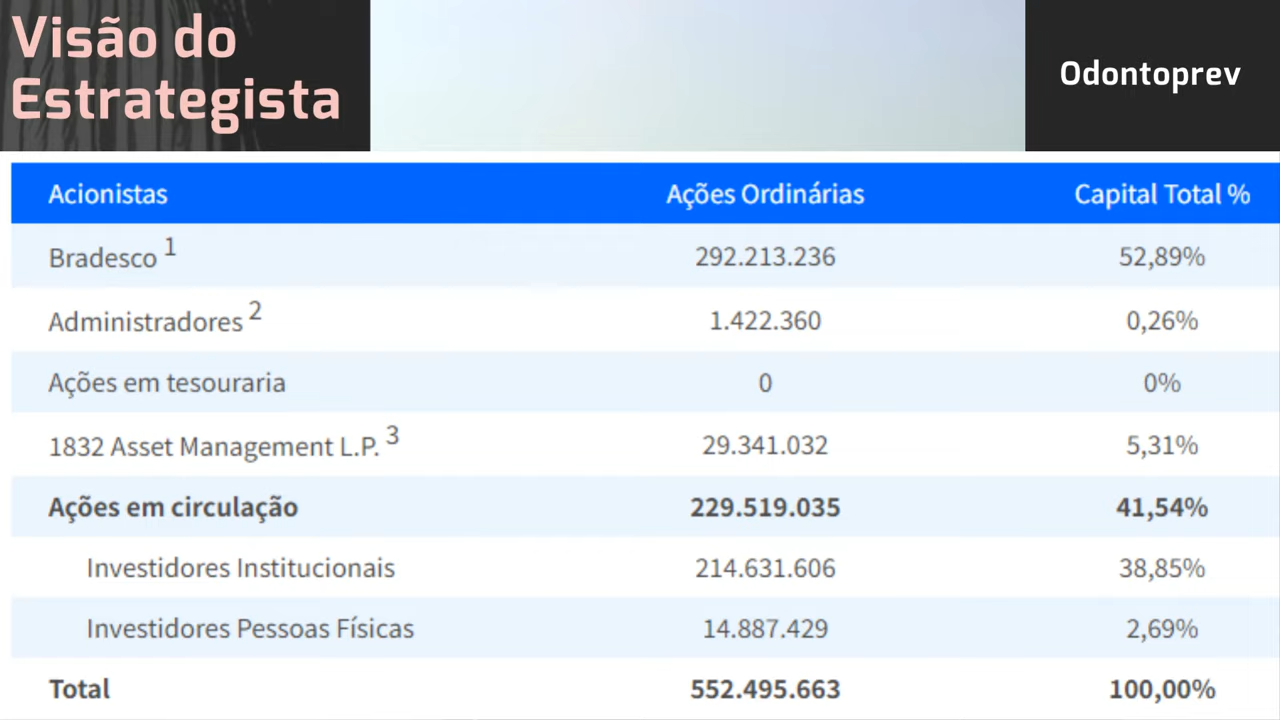 Visão do
Estrategista
Odontoprev
Acionistas Ações Ordinárias Capital Total %
Bradesco 1 292.213.236 52,89%
Administradores 2 1.422.360 0,26%
Ações em tesouraria 0 0%
1832 Asset Management L.P. 3 29.341.032 5,31%
Ações em circulação 229.519.035 41,54%
Investidores Institucionais 214.631.606 38,85%
Investidores Pessoas Físicas 14.887.429 2,69%
Total 552.495.663 100,00%